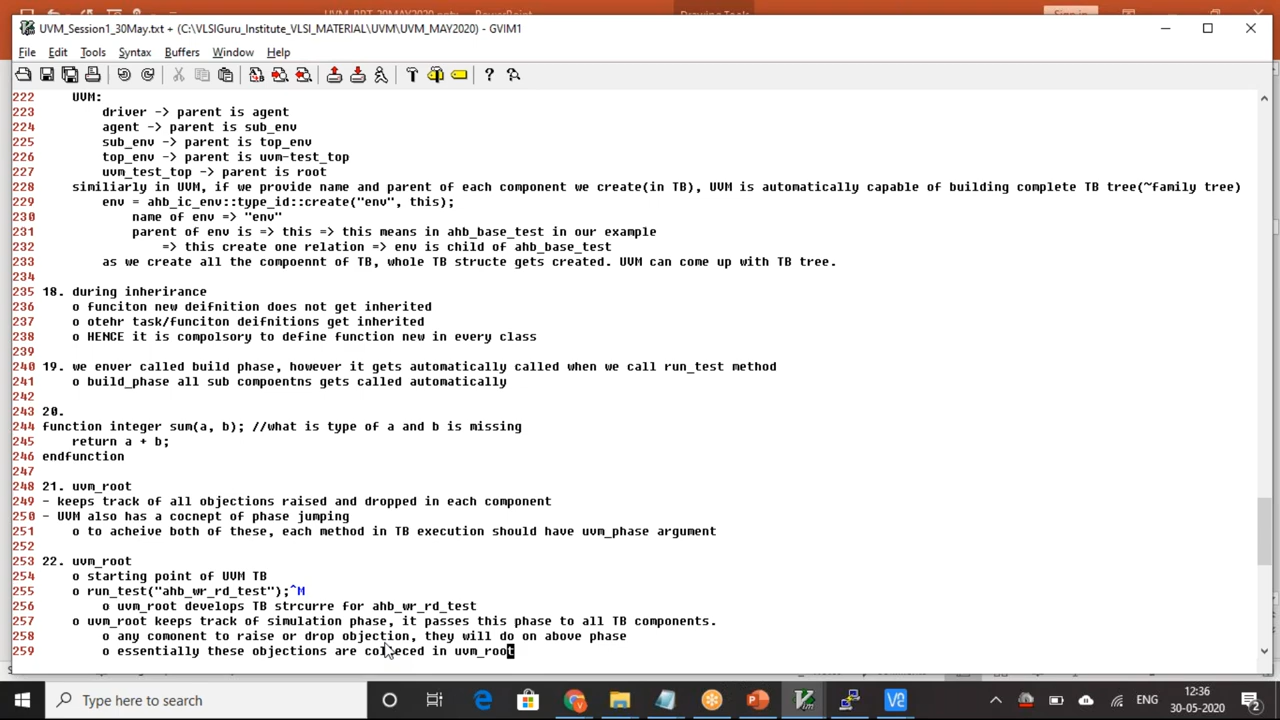 UVM_Session1_30May.txt + (C:\VLSIGuru_Institute_VLSI_MATERIAL\UVM\UVM_MAY2020) - GVIM1
File Edit Tools Syntax Buffers Window Help
222 UVM:
223 driver -> parent is agent
224 agent -> parent is sub_env
225 sub_env -> parent is top_env
226 top_env -> parent is uvm-test_top
227 uvm_test_top -> parent is root
228 similiarly in UVM, if we provide name and parent of each component we create(in TB), UVM is automatically capable of building complete TB tree(~family tree)
229 env = ahb_ic_env::type_id::create("env", this);
230 name of env => "env"
231 parent of env is => this => this means in ahb_base_test in our example
232 => this create one relation => env is child of ahb_base_test
233 as we create all the compoennt of TB, whole TB structe gets created. UVM can come up with TB tree.
234
235 18. during inherirance
236 o funciton new deifnition does not get inherited
237 o otehr task/funciton deifnitions get inherited
238 o HENCE it is compolsory to define function new in every class
239
240 19. we enver called build phase, however it gets automatically called when we call run_test method
241 o build_phase all sub compoentns gets called automatically
242
243 20.
244 function integer sum(a, b); //what is type of a and b is missing
245 return a + b;
246 endfunction
247
248 21. uvm_root
249 - keeps track of all objections raised and dropped in each component
250 - UVM also has a cocnept of phase jumping
251 o to acheive both of these, each method in TB execution should have uvm_phase argument
252
253 22. uvm_root
254 o starting point of UVM TB
255 o run_test("ahb_wr_rd_test");^M
256 o uvm_root develops TB strcurre for ahb_wr_rd_test
257 o uvm_root keeps track of simulation phase, it passes this phase to all TB components.
258 o any comonent to raise or drop objection, they will do on above phase
259 o essentially these objections are colleced in uvm_root
Type here to search
ENG
12:36
30-05-2020
2